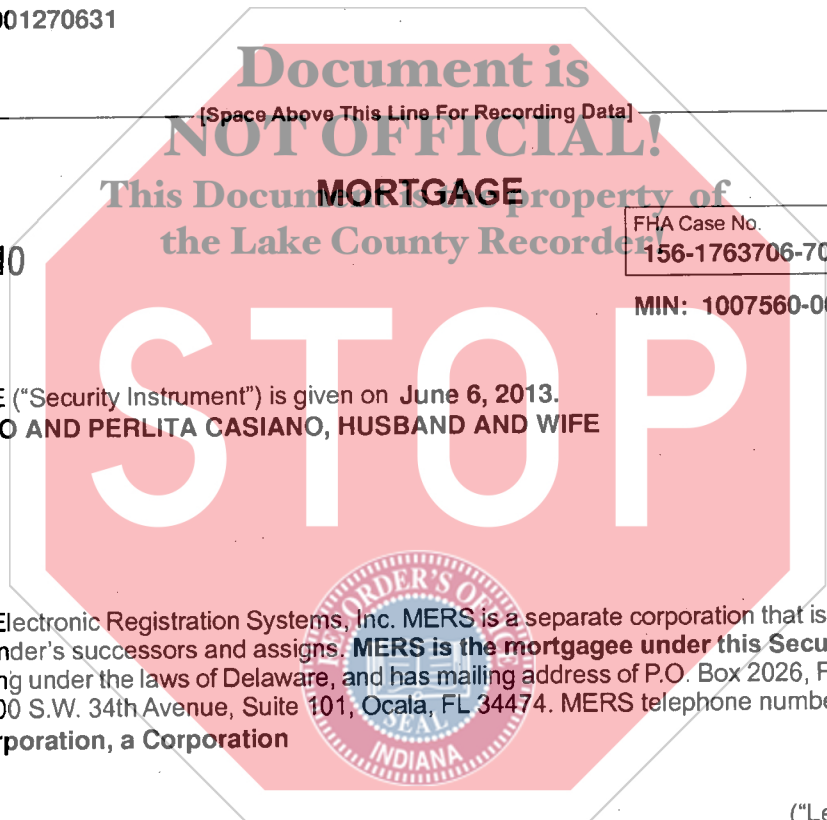 001270631
Document is
[Space Above This Line For Recording Data]
NOT OFFICIAL!
MORTGAGE
This Document is the property of
the Lake County Recorder!
FHA Case No.
156-1763706-70
MIN: 1007560-00
("Security Instrument") is given on June 6, 2013.
O AND PERLITA CASIANO, HUSBAND AND WIFE
STOP
Electronic Registration Systems, Inc. MERS is a separate corporation that is
nder's successors and assigns. MERS is the mortgagee under this Secu
ng under the laws of Delaware, and has mailing address of P.O. Box 2026, F
00 S.W. 34th Avenue, Suite 101, Ocala, FL 34474. MERS telephone numbe
rporation, a Corporation
RECORDER'S OFFICE
SEAL
INDIANA
("Le